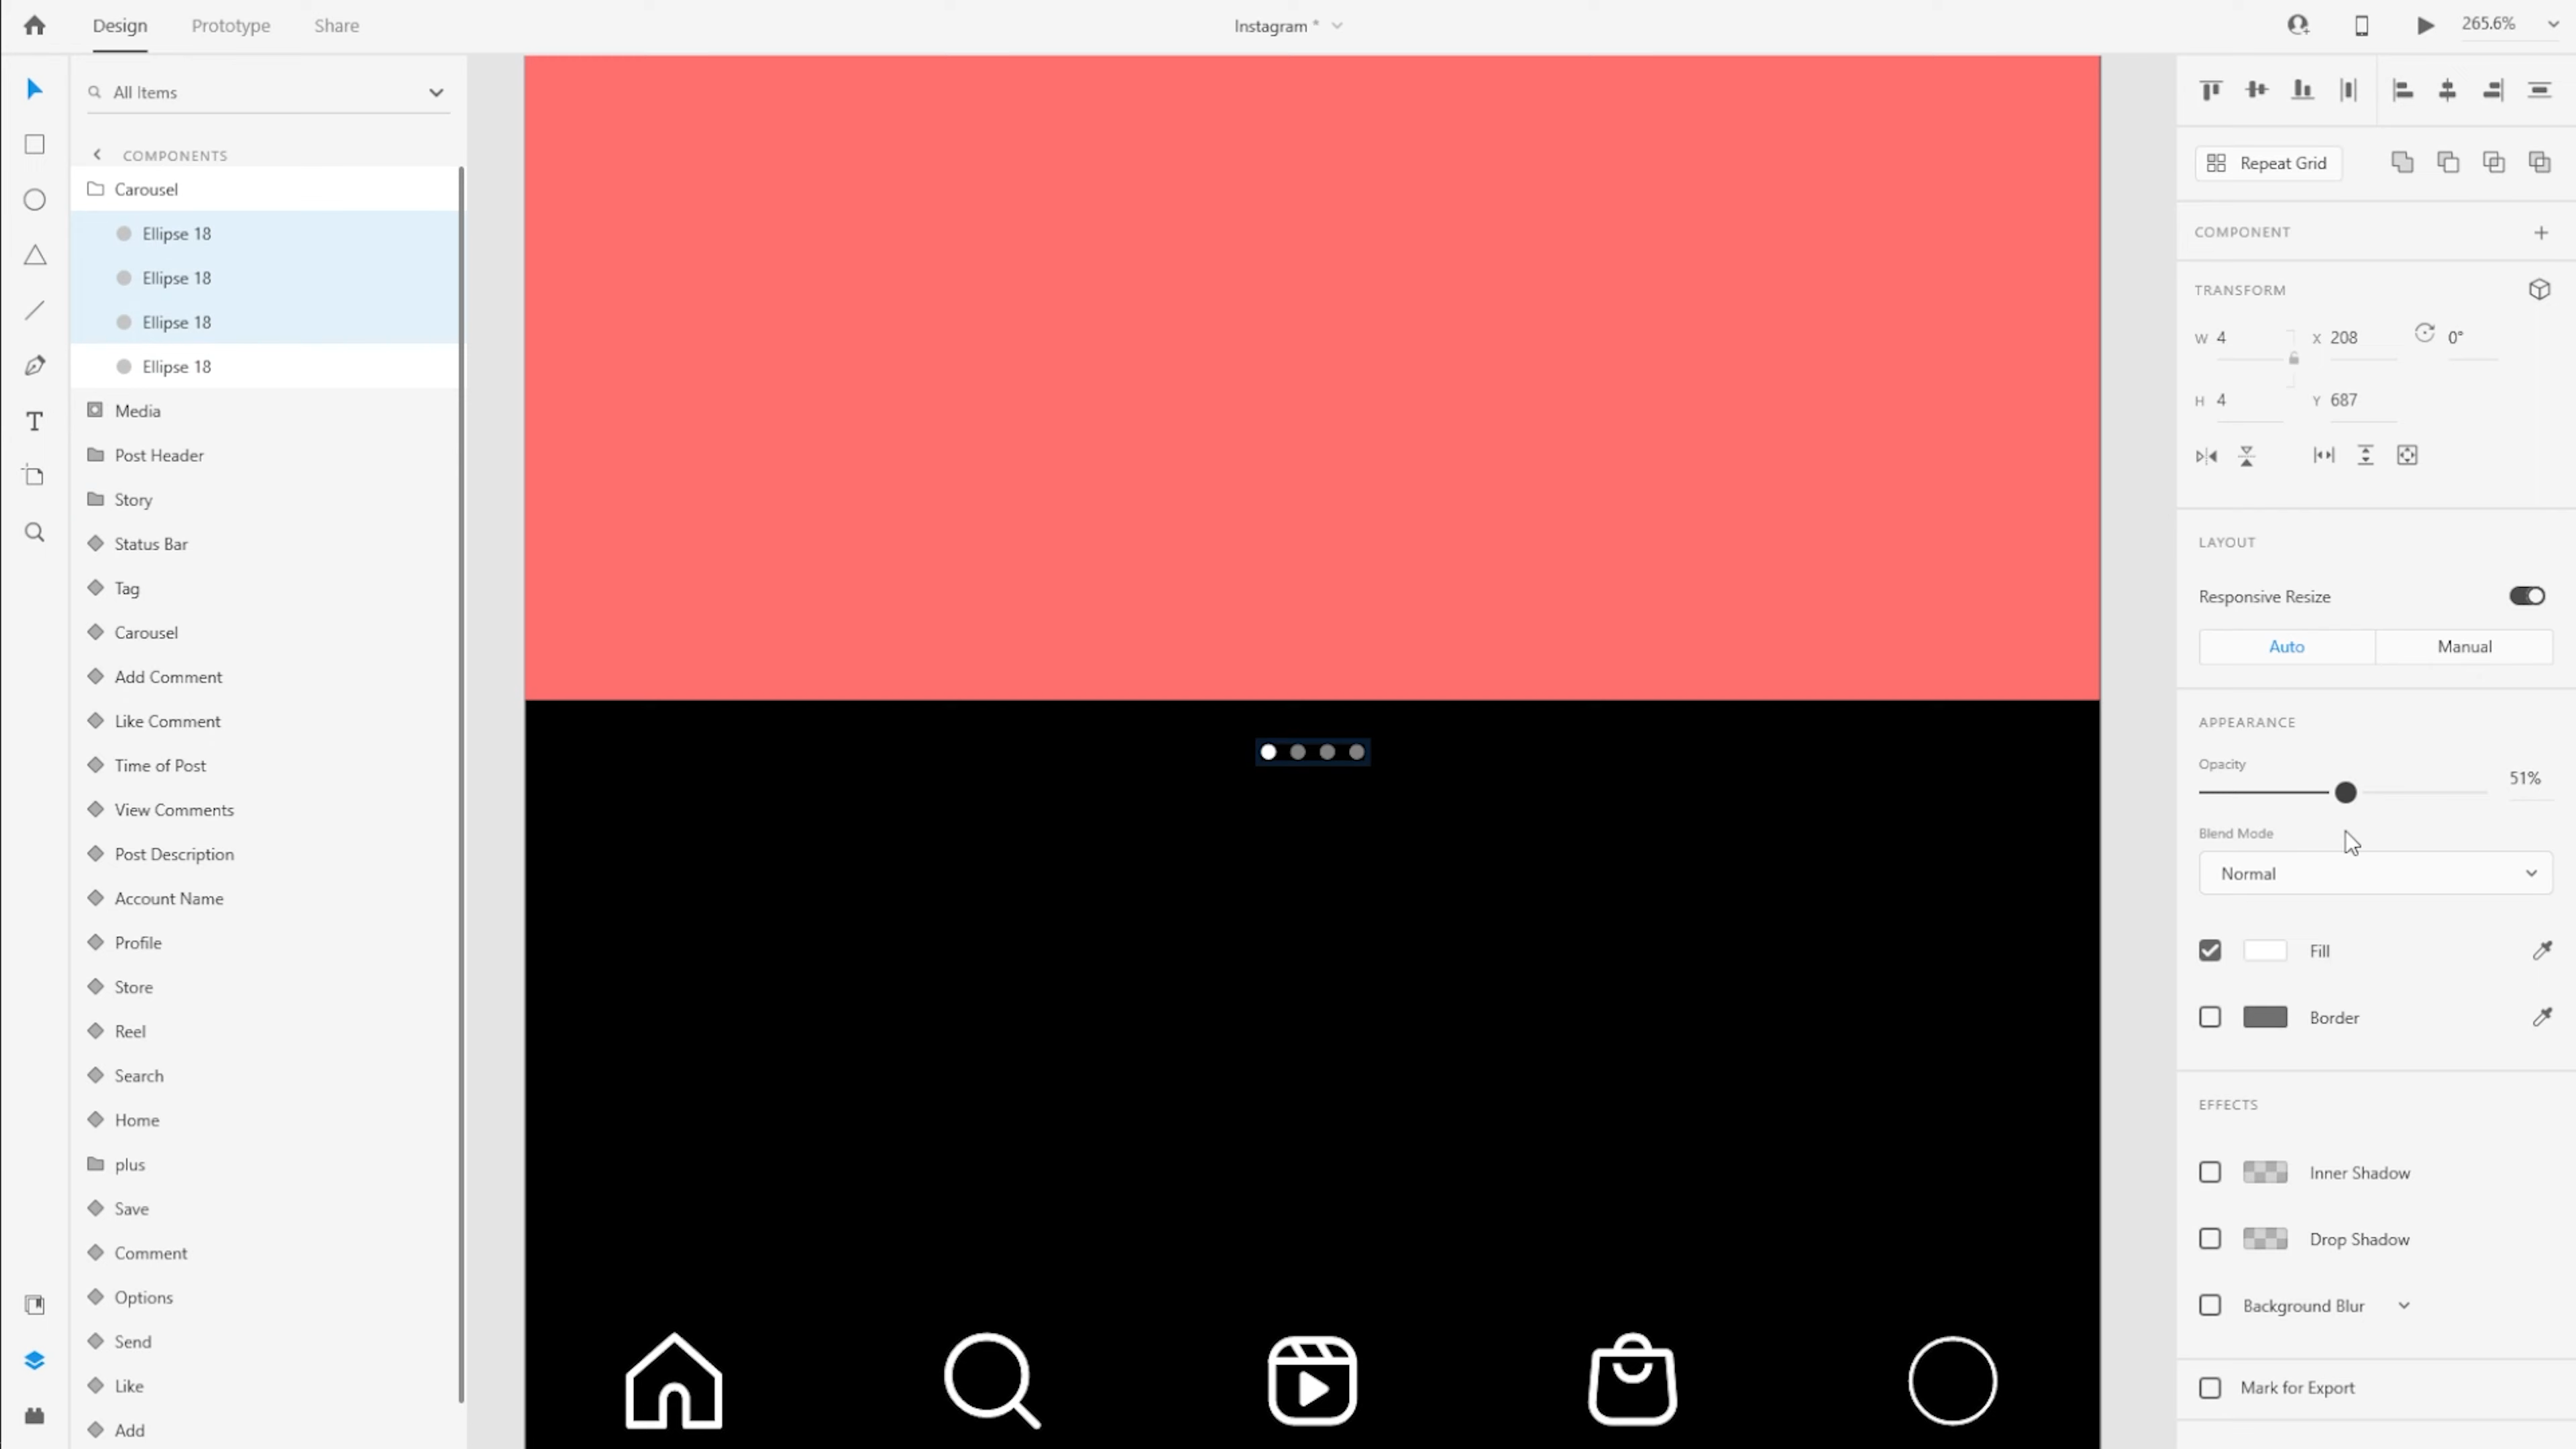 Design Prototype Share Instagram * 265.6%
All Items
COMPONENTS
Carousel
Ellipse 18
Ellipse 18
Ellipse 18
Ellipse 18
Media
Post Header
Story
Status Bar
Tag
Carousel
Add Comment
Like Comment
Time of Post
View Comments
Post Description
Account Name
Profile
Store
Reel
Search
Home
plus
Save
Comment
Options
Send
Like
Add
Repeat Grid
COMPONENT
TRANSFORM
W 4 X 208 0°
H 4 Y 687
LAYOUT
Responsive Resize
Auto Manual
APPEARANCE
Opacity
51%
Blend Mode
Normal
Fill
Border
EFFECTS
Inner Shadow
Drop Shadow
Background Blur
Mark for Export